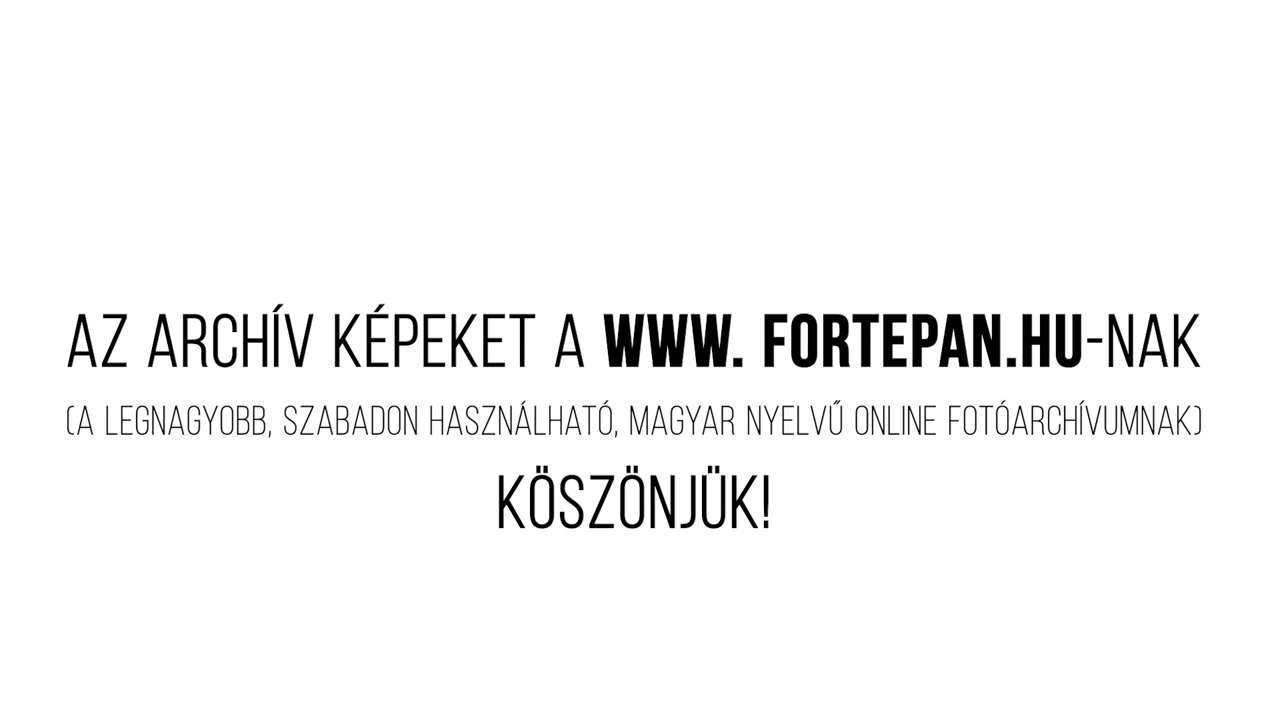 AZ ARCHÍV KÉPEKET A WWW. FORTEPAN.HU-NAK
(A LEGNAGYOBB, SZABADON HASZNÁLHATÓ, MAGYAR NYELVŰ ONLINE FOTÓARCHÍVUMNAK)
KÖSZÖNJÜK!